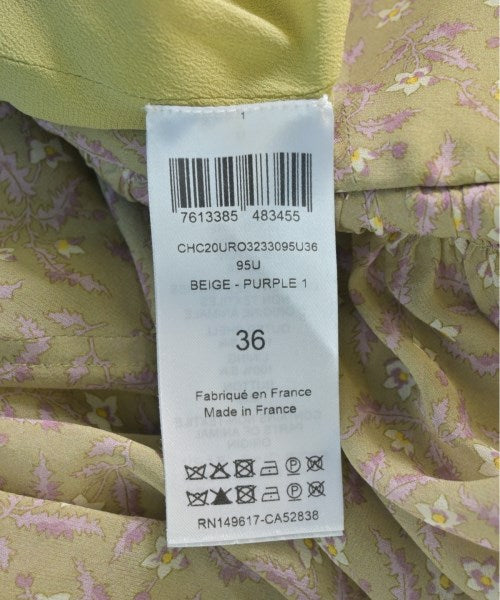 1
7613385 483455
CHC20URO3233095U36
95U
BEIGE - PURPLE 1
36
Fabriqué en France
Made in France
RN149617-CA52838